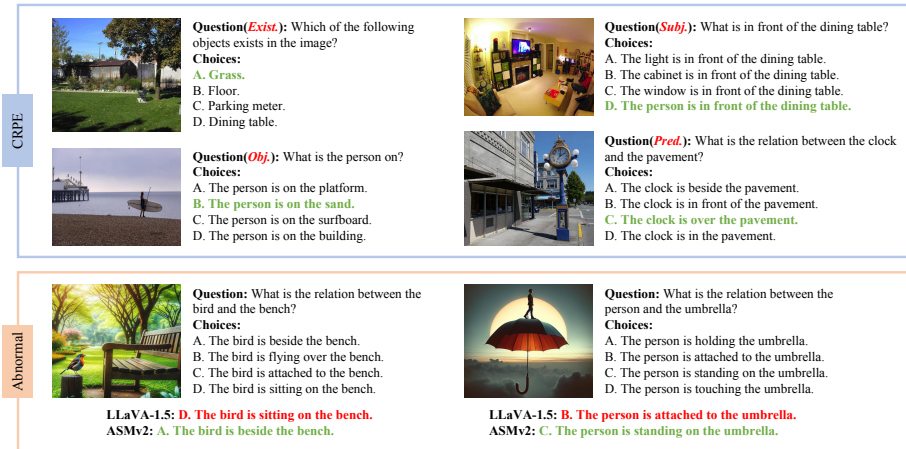 CRPE
Question(Exist.): Which of the following
objects exists in the image?
Choices:
A. Grass.
B. Floor.
C. Parking meter.
D. Dining table.
Question(Subj.): What is in front of the dining table?
Choices:
A. The light is in front of the dining table.
B. The cabinet is in front of the dining table.
C. The window is in front of the dining table.
D. The person is in front of the dining table.
Question(Obj.): What is the person on?
Choices:
A. The person is on the platform.
B. The person is on the sand.
C. The person is on the surfboard.
D. The person is on the building.
Qustion(Pred.): What is the relation between the clock
and the pavement?
Choices:
A. The clock is beside the pavement.
B. The clock is in front of the pavement.
C. The clock is over the pavement.
D. The clock is in the pavement.
Abnormal
Question: What is the relation between the
bird and the bench?
Choices:
A. The bird is beside the bench.
B. The bird is flying over the bench.
C. The bird is attached to the bench.
D. The bird is sitting on the bench.
LLaVA-1.5: D. The bird is sitting on the bench.
ASMv2: A. The bird is beside the bench.
Question: What is the relation between the
person and the umbrella?
Choices:
A. The person is holding the umbrella.
B. The person is attached to the umbrella.
C. The person is standing on the umbrella.
D. The person is touching the umbrella.
LLaVA-1.5: B. The person is attached to the umbrella.
ASMv2: C. The person is standing on the umbrella.